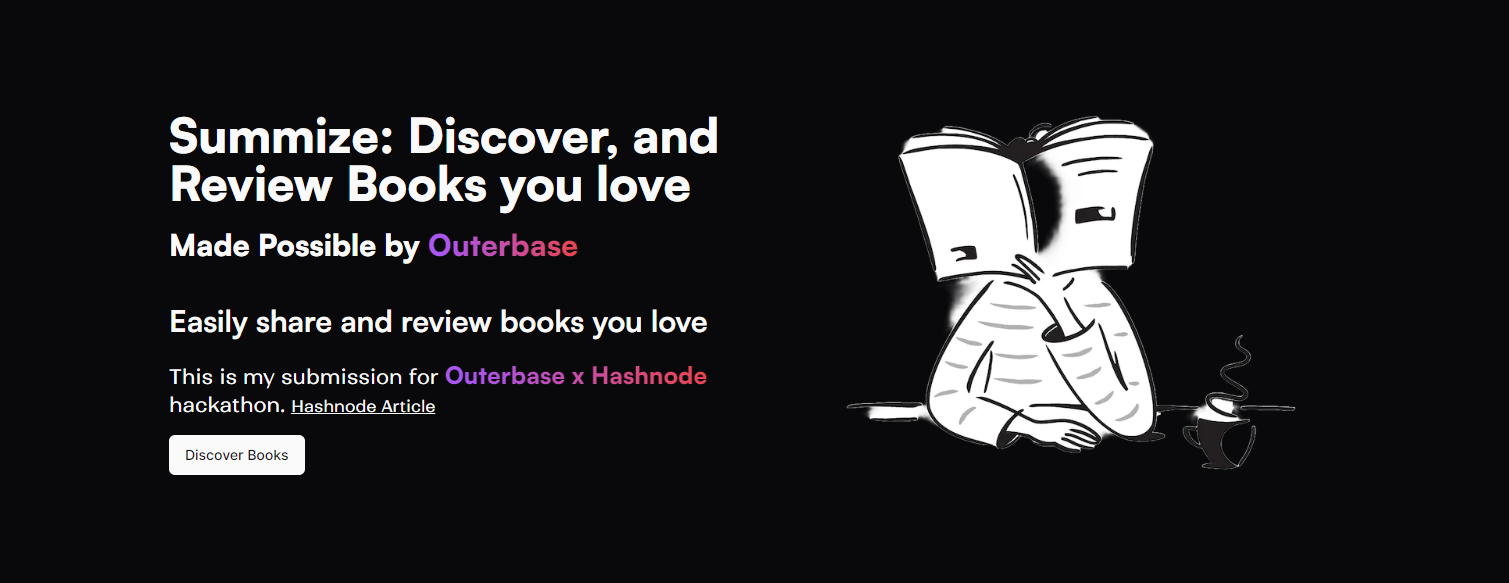 Summize: Discover, and
Review Books you love
Made Possible by Outerbase
Easily share and review books you love
This is my submission for Outerbase x Hashnode
hackathon. Hashnode Article
Discover Books